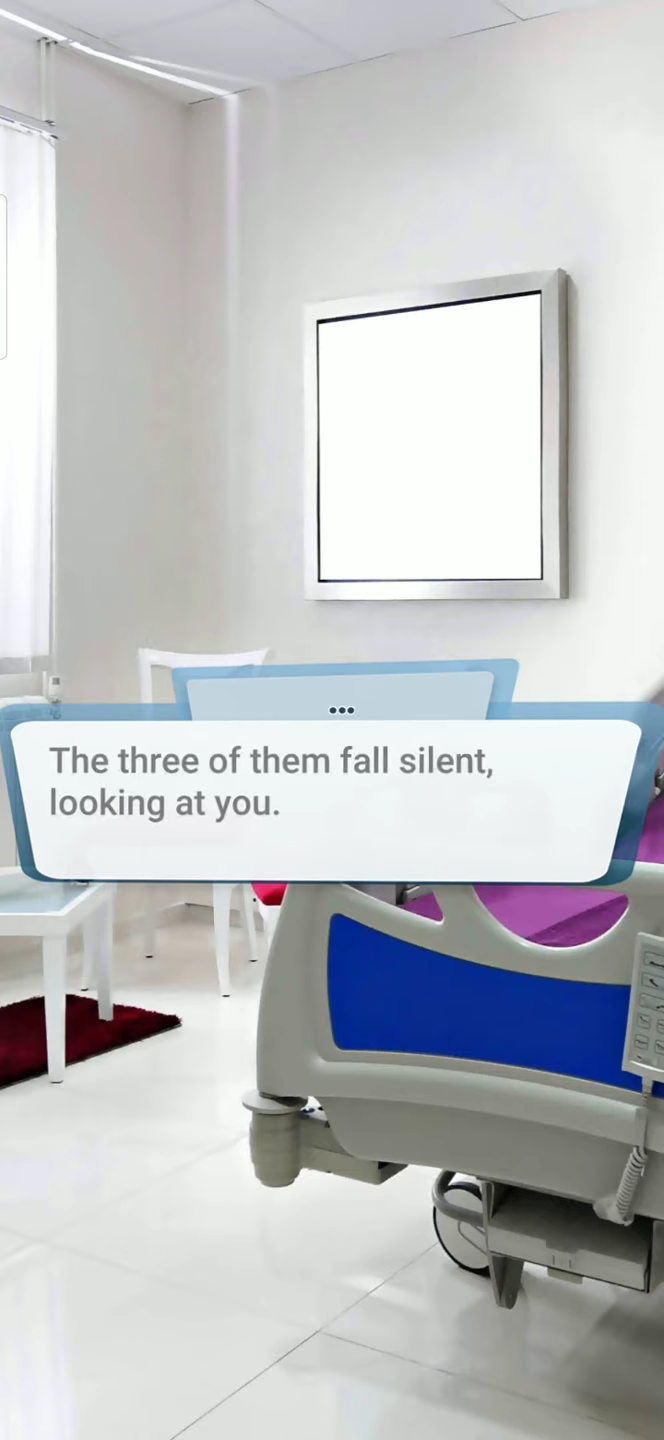 •••
The three of them fall silent,
looking at you.